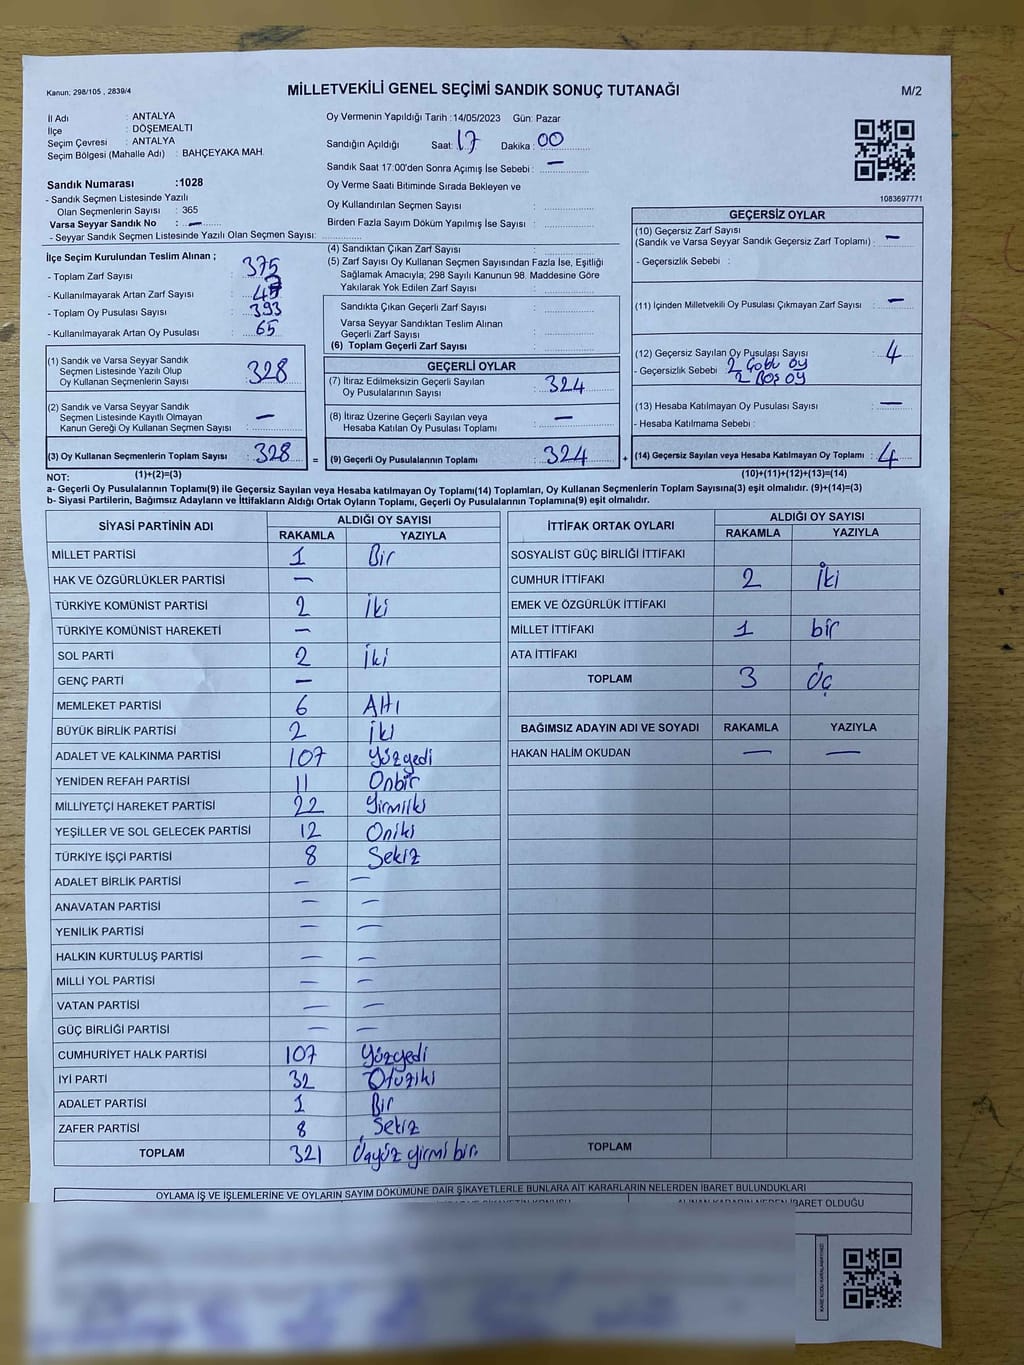 Kanun: 298/105 , 2839/4
MİLLETVEKİLİ GENEL SEÇİMİ SANDIK SONUÇ TUTANAĞI
M/2
İl Adı : ANTALYA
İlçe : DÖŞEMEALTI
Seçim Çevresi : ANTALYA
Seçim Bölgesi (Mahalle Adı) : BAHÇEYAKA MAH.
Sandık Numarası :1028
- Sandık Seçmen Listesinde Yazılı
Olan Seçmenlerin Sayısı : 365
Varsa Seyyar Sandık No : —
- Seyyar Sandık Seçmen Listesinde Yazılı Olan Seçmen Sayısı:
Oy Vermenin Yapıldığı Tarih :14/05/2023 Gün: Pazar
Sandığın Açıldığı Saat: 17 Dakika: 00
Sandık Saat 17:00'den Sonra Açımış İse Sebebi : —
Oy Verme Saati Bitiminde Sırada Bekleyen ve
Oy Kullandırılan Seçmen Sayısı :
Birden Fazla Sayım Döküm Yapılmış İse Sayısı :
1083697771
İlçe Seçim Kurulundan Teslim Alınan ;
- Toplam Zarf Sayısı : 375
- Kullanılmayarak Artan Zarf Sayısı :
- Toplam Oy Pusulası Sayısı : 393
- Kullanılmayarak Artan Oy Pusulası : 65
(4) Sandıktan Çıkan Zarf Sayısı :
(5) Zarf Sayısı Oy Kullanan Seçmen Sayısından Fazla İse, Eşitliği
Sağlamak Amacıyla; 298 Sayılı Kanunun 98. Maddesine Göre
Yakılarak Yok Edilen Zarf Sayısı :
Sandıkta Çıkan Geçerli Zarf Sayısı :
Varsa Seyyar Sandıktan Teslim Alınan
Geçerli Zarf Sayısı :
(6) Toplam Geçerli Zarf Sayısı :
GEÇERSİZ OYLAR
(10) Geçersiz Zarf Sayısı
(Sandık ve Varsa Seyyar Sandık Geçersiz Zarf Toplamı) : —
- Geçersizlik Sebebi :
(11) İçinden Milletvekili Oy Pusulası Çıkmayan Zarf Sayısı : —
(12) Geçersiz Sayılan Oy Pusulası Sayısı : 4
- Geçersizlik Sebebi : 2 Çoklu oy
2 Boş oy
(13) Hesaba Katılmayan Oy Pusulası Sayısı : —
- Hesaba Katılmama Sebebi :
(14) Geçersiz Sayılan veya Hesaba Katılmayan Oy Toplamı : 4
(1) Sandık ve Varsa Seyyar Sandık
Seçmen Listesinde Yazılı Olup
Oy Kullanan Seçmenlerin Sayısı : 328
(2) Sandık ve Varsa Seyyar Sandık
Seçmen Listesinde Kayıtlı Olmayan
Kanun Gereği Oy Kullanan Seçmen Sayısı : —
(3) Oy Kullanan Seçmenlerin Toplam Sayısı : 328 =
GEÇERLİ OYLAR
(7) İtiraz Edilmeksizin Geçerli Sayılan
Oy Pusulalarının Sayısı : 324
(8) İtiraz Üzerine Geçerli Sayılan veya
Hesaba Katılan Oy Pusulası Toplamı : —
(9) Geçerli Oy Pusulalarının Toplamı : 324 +
NOT: (1)+(2)=(3) (10)+(11)+(12)+(13)=(14)
a- Geçerli Oy Pusulalarının Toplamı(9) ile Geçersiz Sayılan veya Hesaba katılmayan Oy Toplamı(14) Toplamları, Oy Kullanan Seçmenlerin Toplam Sayısına(3) eşit olmalıdır. (9)+(14)=(3)
b- Siyasi Partilerin, Bağımsız Adayların ve İttifakların Aldığı Ortak Oyların Toplamı, Geçerli Oy Pusulalarının Toplamına(9) eşit olmalıdır.
SİYASİ PARTİNİN ADI ALDIĞI OY SAYISI
RAKAMLA YAZIYLA
MİLLET PARTİSİ 1 Bir
HAK VE ÖZGÜRLÜKLER PARTİSİ —
TÜRKİYE KOMÜNİST PARTİSİ 2 iki
TÜRKİYE KOMÜNİST HAREKETİ —
SOL PARTİ 2 İki
GENÇ PARTİ —
MEMLEKET PARTİSİ 6 Altı
BÜYÜK BİRLİK PARTİSİ 2 İki
ADALET VE KALKINMA PARTİSİ 107 Yüzyedi
YENİDEN REFAH PARTİSİ 11 Onbir
MİLLİYETÇİ HAREKET PARTİSİ 22 Yirmiiki
YEŞİLLER VE SOL GELECEK PARTİSİ 12 Oniki
TÜRKİYE İŞÇİ PARTİSİ 8 Sekiz
ADALET BİRLİK PARTİSİ — —
ANAVATAN PARTİSİ — —
YENİLİK PARTİSİ — —
HALKIN KURTULUŞ PARTİSİ — —
MİLLİ YOL PARTİSİ — —
VATAN PARTİSİ — —
GÜÇ BİRLİĞİ PARTİSİ — —
CUMHURİYET HALK PARTİSİ 107 Yüzyedi
İYİ PARTİ 32 Otuziki
ADALET PARTİSİ 1 Bir
ZAFER PARTİSİ 8 Sekiz
TOPLAM 321 Üçyüz yirmi bir
İTTİFAK ORTAK OYLARI ALDIĞI OY SAYISI
RAKAMLA YAZIYLA
SOSYALİST GÜÇ BİRLİĞİ İTTİFAKI
CUMHUR İTTİFAKI 2 İki
EMEK VE ÖZGÜRLÜK İTTİFAKI
MİLLET İTTİFAKI 1 bir
ATA İTTİFAKI
TOPLAM 3 Üç
BAĞIMSIZ ADAYIN ADI VE SOYADI RAKAMLA YAZIYLA
HAKAN HALİM OKUDAN — —
TOPLAM
OYLAMA İŞ VE İŞLEMLERİNE VE OYLARIN SAYIM DÖKÜMÜNE DAİR ŞİKAYETLERLE BUNLARA AİT KARARLARIN NELERDEN İBARET BULUNDUKLARI
ALINAN KARARIN NEDEN İBARET OLDUĞU